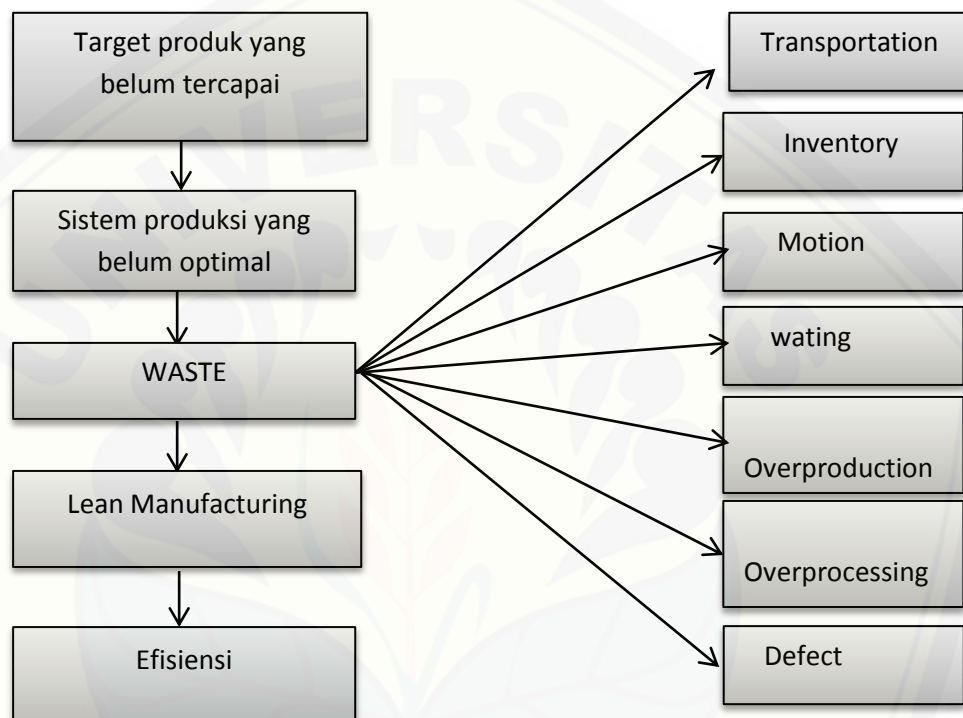 Target produk yang
belum tercapai
Sistem produksi yang
belum optimal
WASTE
Lean Manufacturing
Efisiensi
Transportation
Inventory
Motion
wating
Overproduction
Overprocessing
Defect
UNIVERSITAS